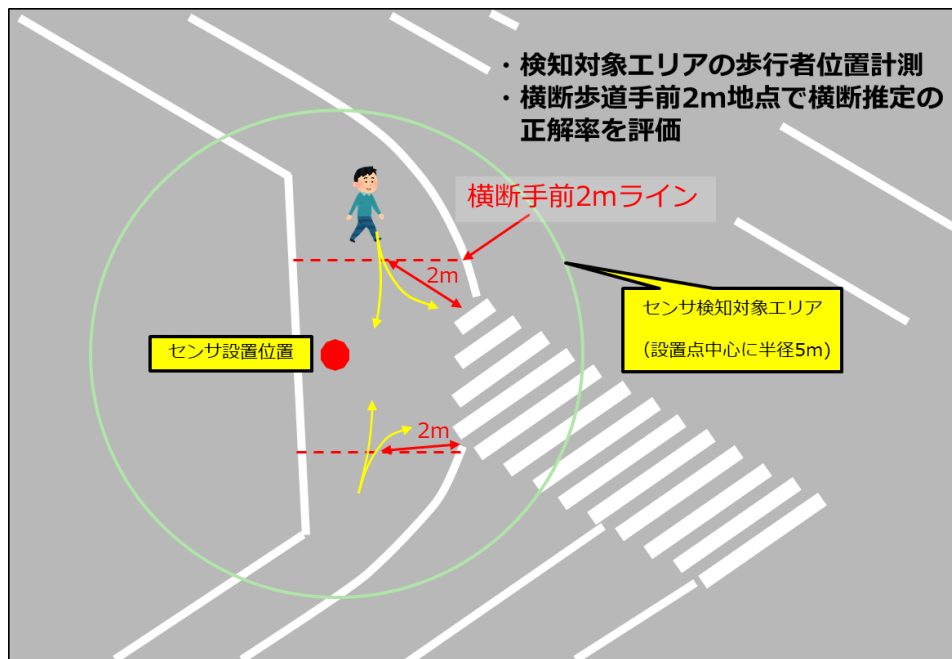 ・検知対象エリアの歩行者位置計測
・横断歩道手前2m地点で横断推定の
正解率を評価
横断手前2mライン
2m
センサ検知対象エリア
（設置点中心に半径5m)
センサ設置位置
2m